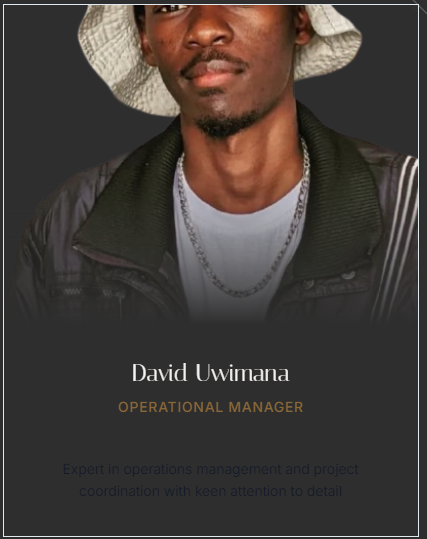 David Uwimana
OPERATIONAL MANAGER
Expert in operations management and project
coordination with keen attention to detail